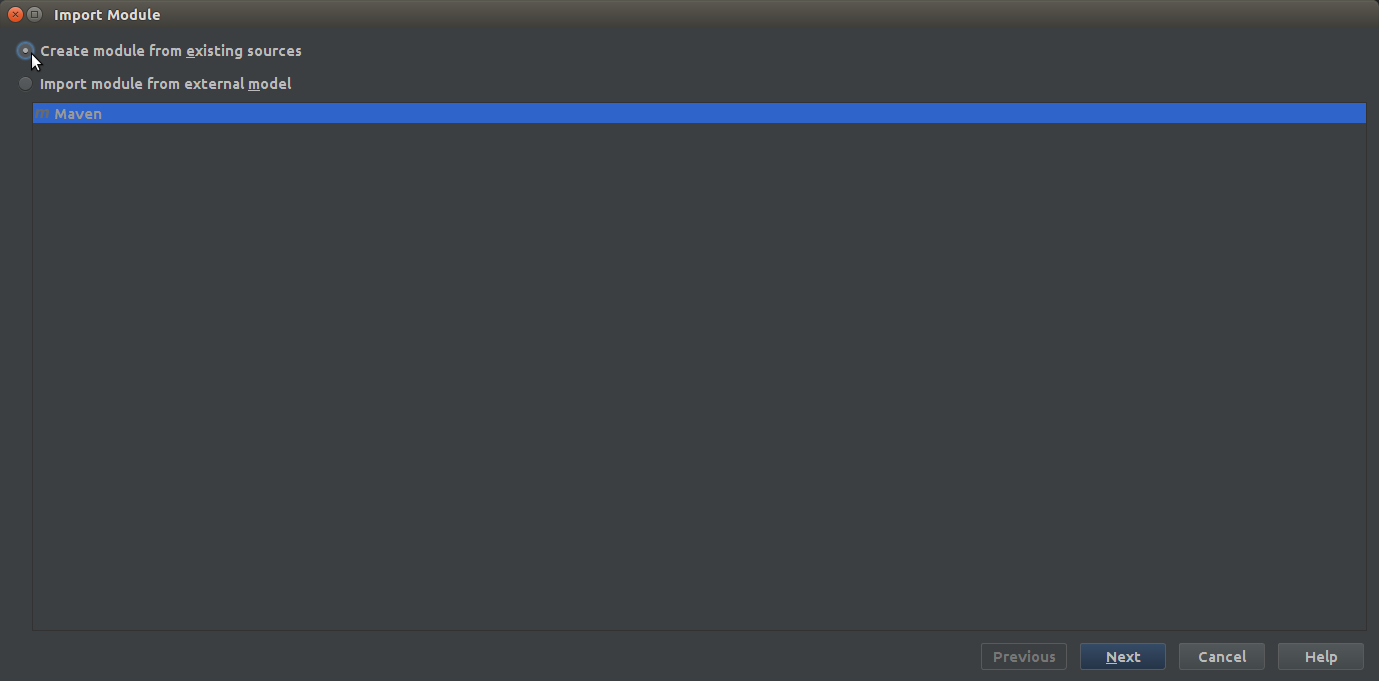 Import Module
Create module from existing sources
Import module from external model
m Maven
Previous Next Cancel Help